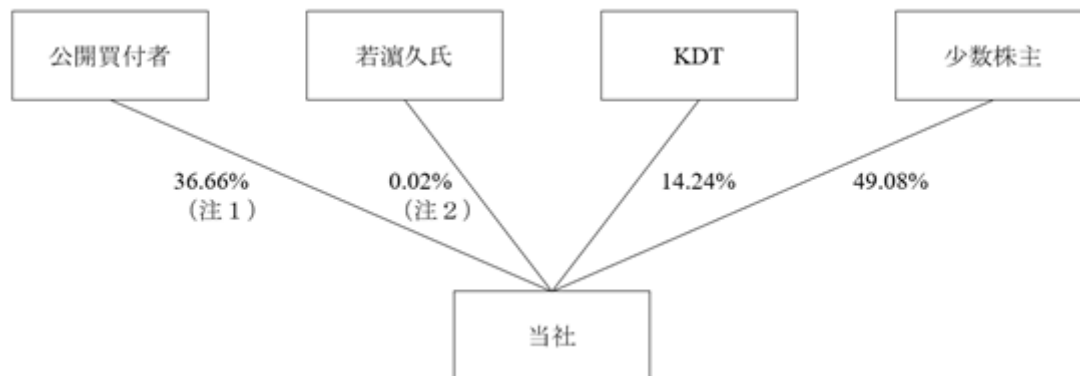 公開買付者
若濵久氏
KDT
少数株主
36.66%
（注１）
0.02%
（注２）
14.24%
49.08%
当社